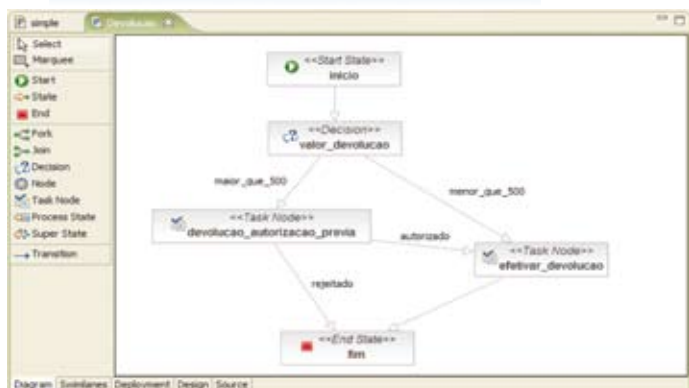 simple
Devolucao
Select
Marquee
Start
State
End
Fork
Join
Decision
Node
Task Node
Process State
Super State
Transition
<<Start State>>
inicio
<<Decision>>
valor_devolucao
maior_que_500
menor_que_500
<<Task Node>>
devolucao_autorizacao_previa
autorizado
<<Task Node>>
efetivar_devolucao
rejeitado
<<End State>>
fim
Diagram Swimlanes Deployment Design Source